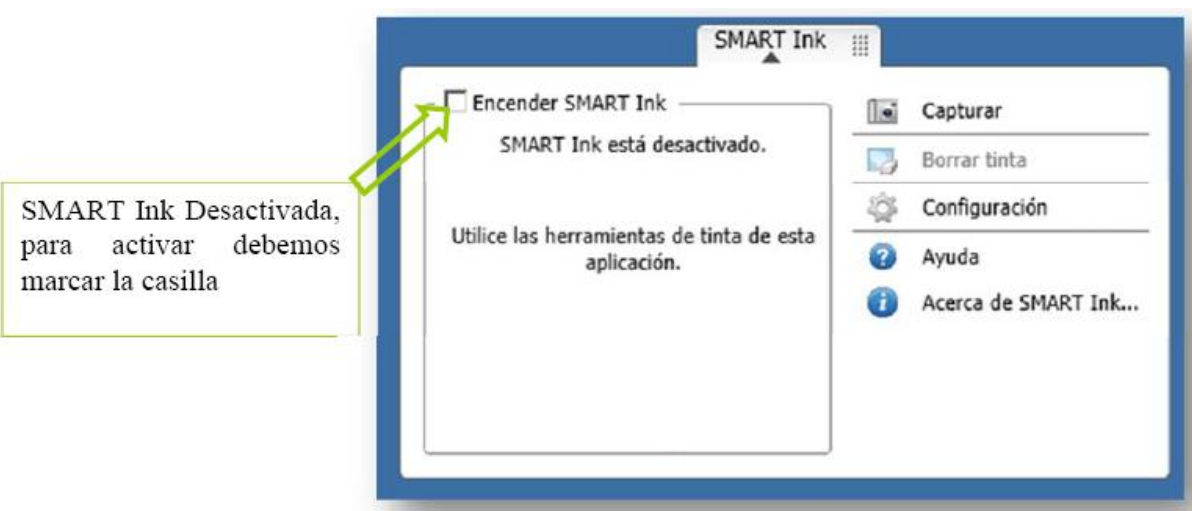 SMART Ink
Encender SMART Ink
SMART Ink está desactivado.
Utilice las herramientas de tinta de esta
aplicación.
Capturar
Borrar tinta
Configuración
Ayuda
Acerca de SMART Ink...
SMART Ink Desactivada,
para activar debemos
marcar la casilla